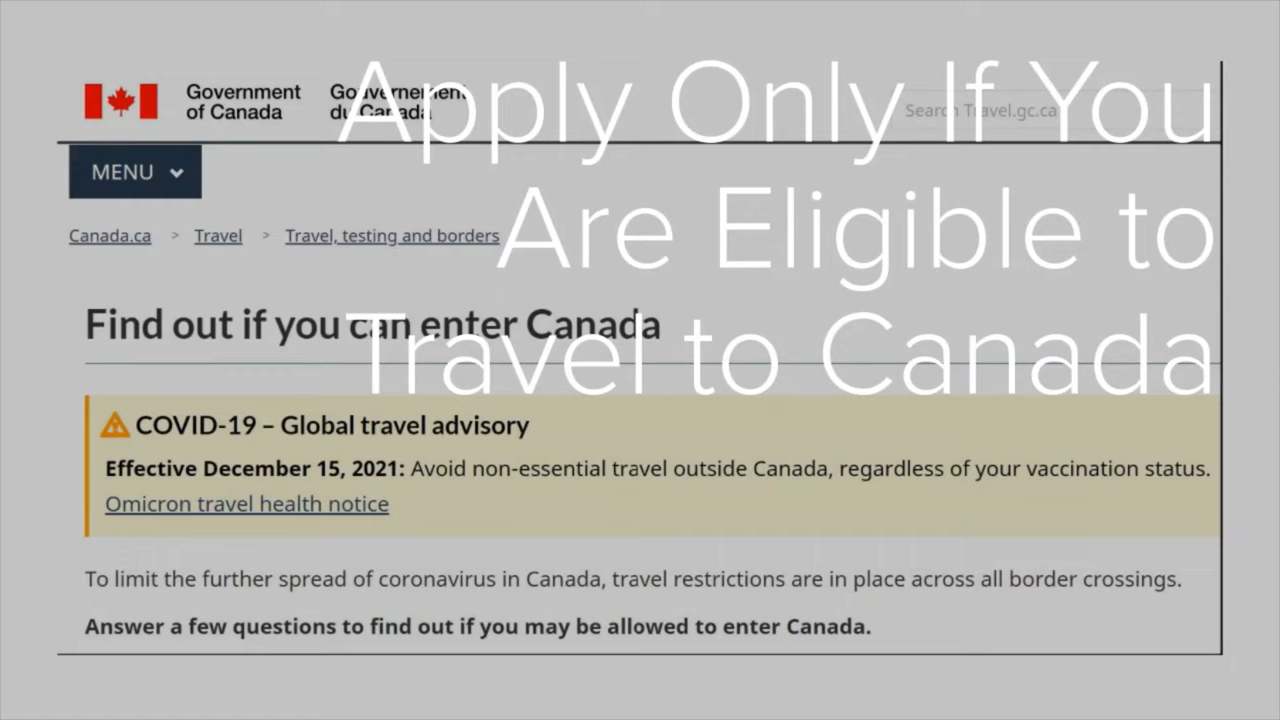 Apply Only If You
Are Eligible to
Travel to Canada
Government
of Canada
Gouvernement
du Canada
Search Travel.gc.ca
MENU
Canada.ca > Travel > Travel, testing and borders
Find out if you can enter Canada
COVID-19 – Global travel advisory
Effective December 15, 2021: Avoid non-essential travel outside Canada, regardless of your vaccination status.
Omicron travel health notice
To limit the further spread of coronavirus in Canada, travel restrictions are in place across all border crossings.
Answer a few questions to find out if you may be allowed to enter Canada.